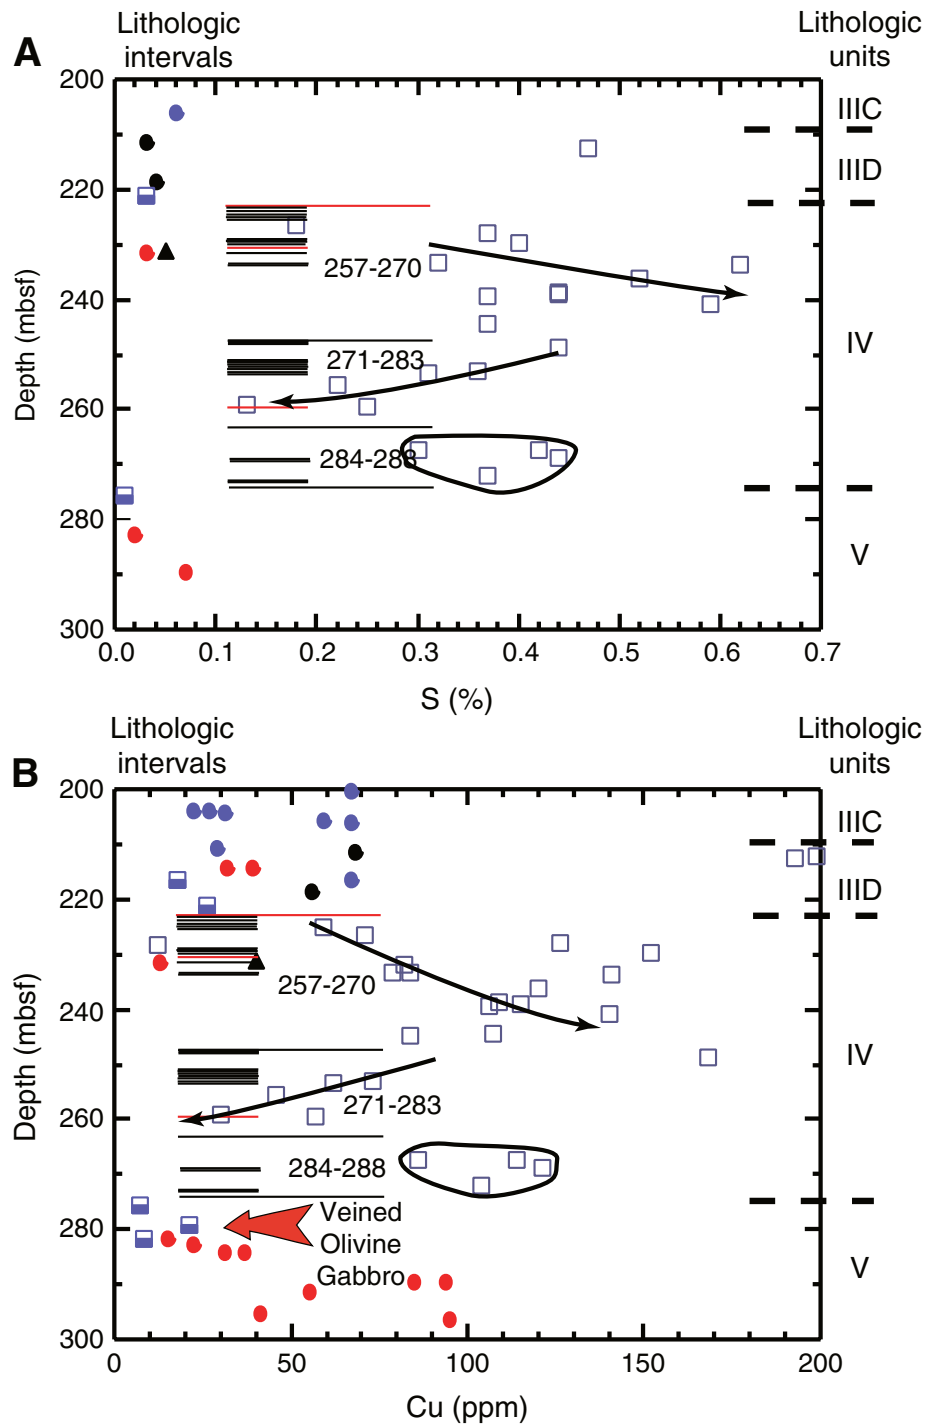 A
Lithologic
intervals
Lithologic
units
200
220
240
260
280
300
Depth (mbsf)
IIIC
IIID
IV
V
257-270
271-283
284-288
0.0
0.1
0.2
0.3
0.4
0.5
0.6
0.7
S (%)
B
Lithologic
intervals
Lithologic
units
200
220
240
260
280
300
Depth (mbsf)
IIIC
IIID
IV
V
257-270
271-283
284-288
Veined
Olivine
Gabbro
0
50
100
150
200
Cu (ppm)